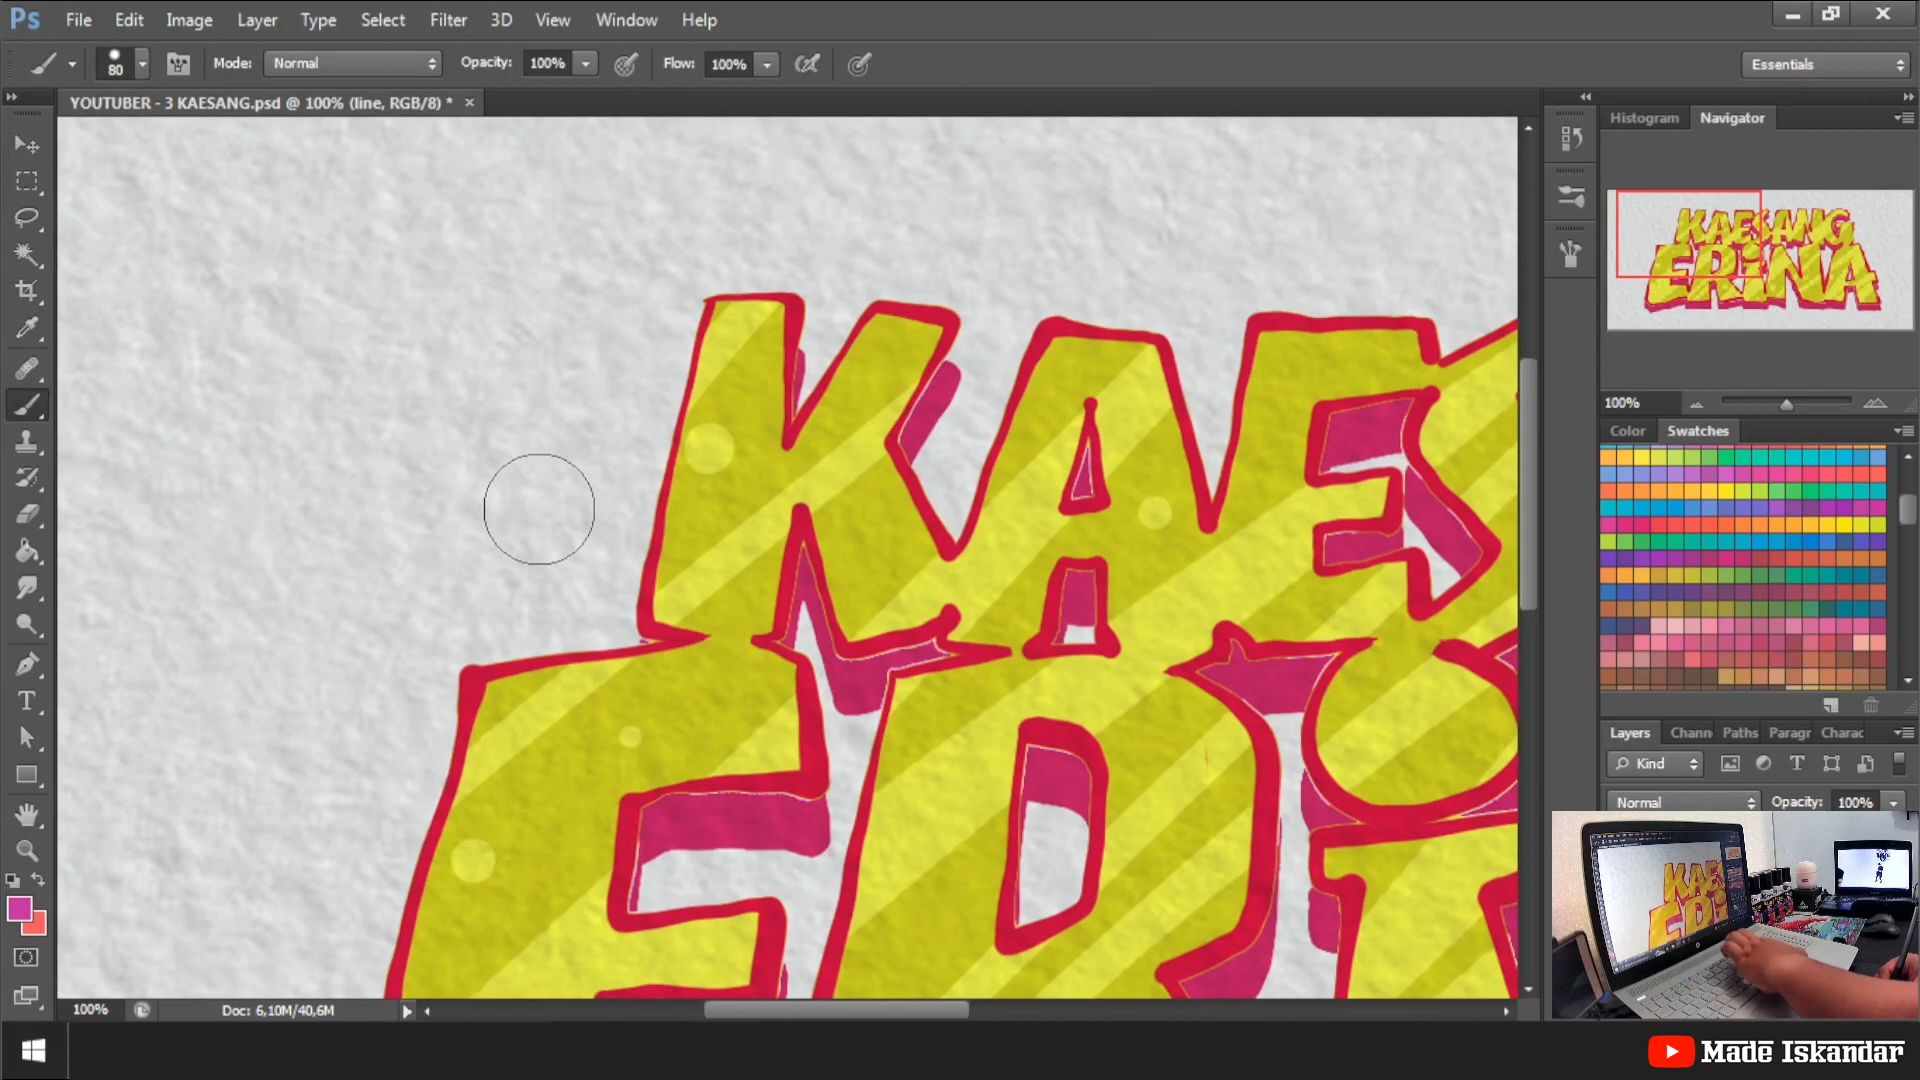 Ps File Edit Image Layer Type Select Filter 3D View Window Help
80 Mode: Normal Opacity: 100% Flow: 100% Essentials
YOUTUBER - 3 KAESANG.psd @ 100% (line, RGB/8) * ×
Histogram Navigator
KAESANG
ERINA
100%
Color Swatches
KAES
ERI
Layers Chann Paths Paragr Charac
Kind
Normal Opacity: 100%
100% Doc: 6,10M/40,6M
Made Iskandar